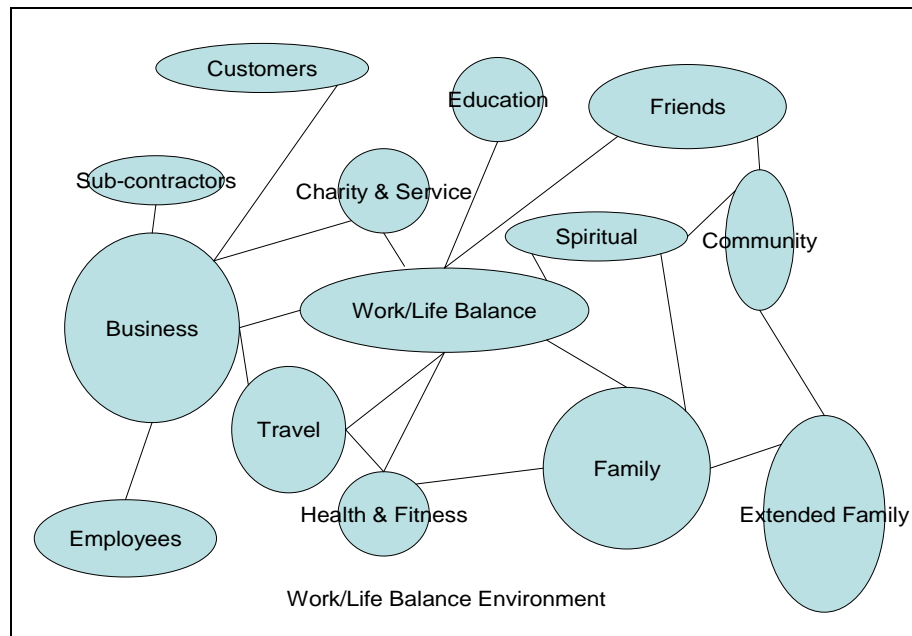 Customers
Education
Friends
Sub-contractors
Charity & Service
Spiritual
Community
Work/Life Balance
Business
Travel
Family
Health & Fitness
Extended Family
Employees
Work/Life Balance Environment